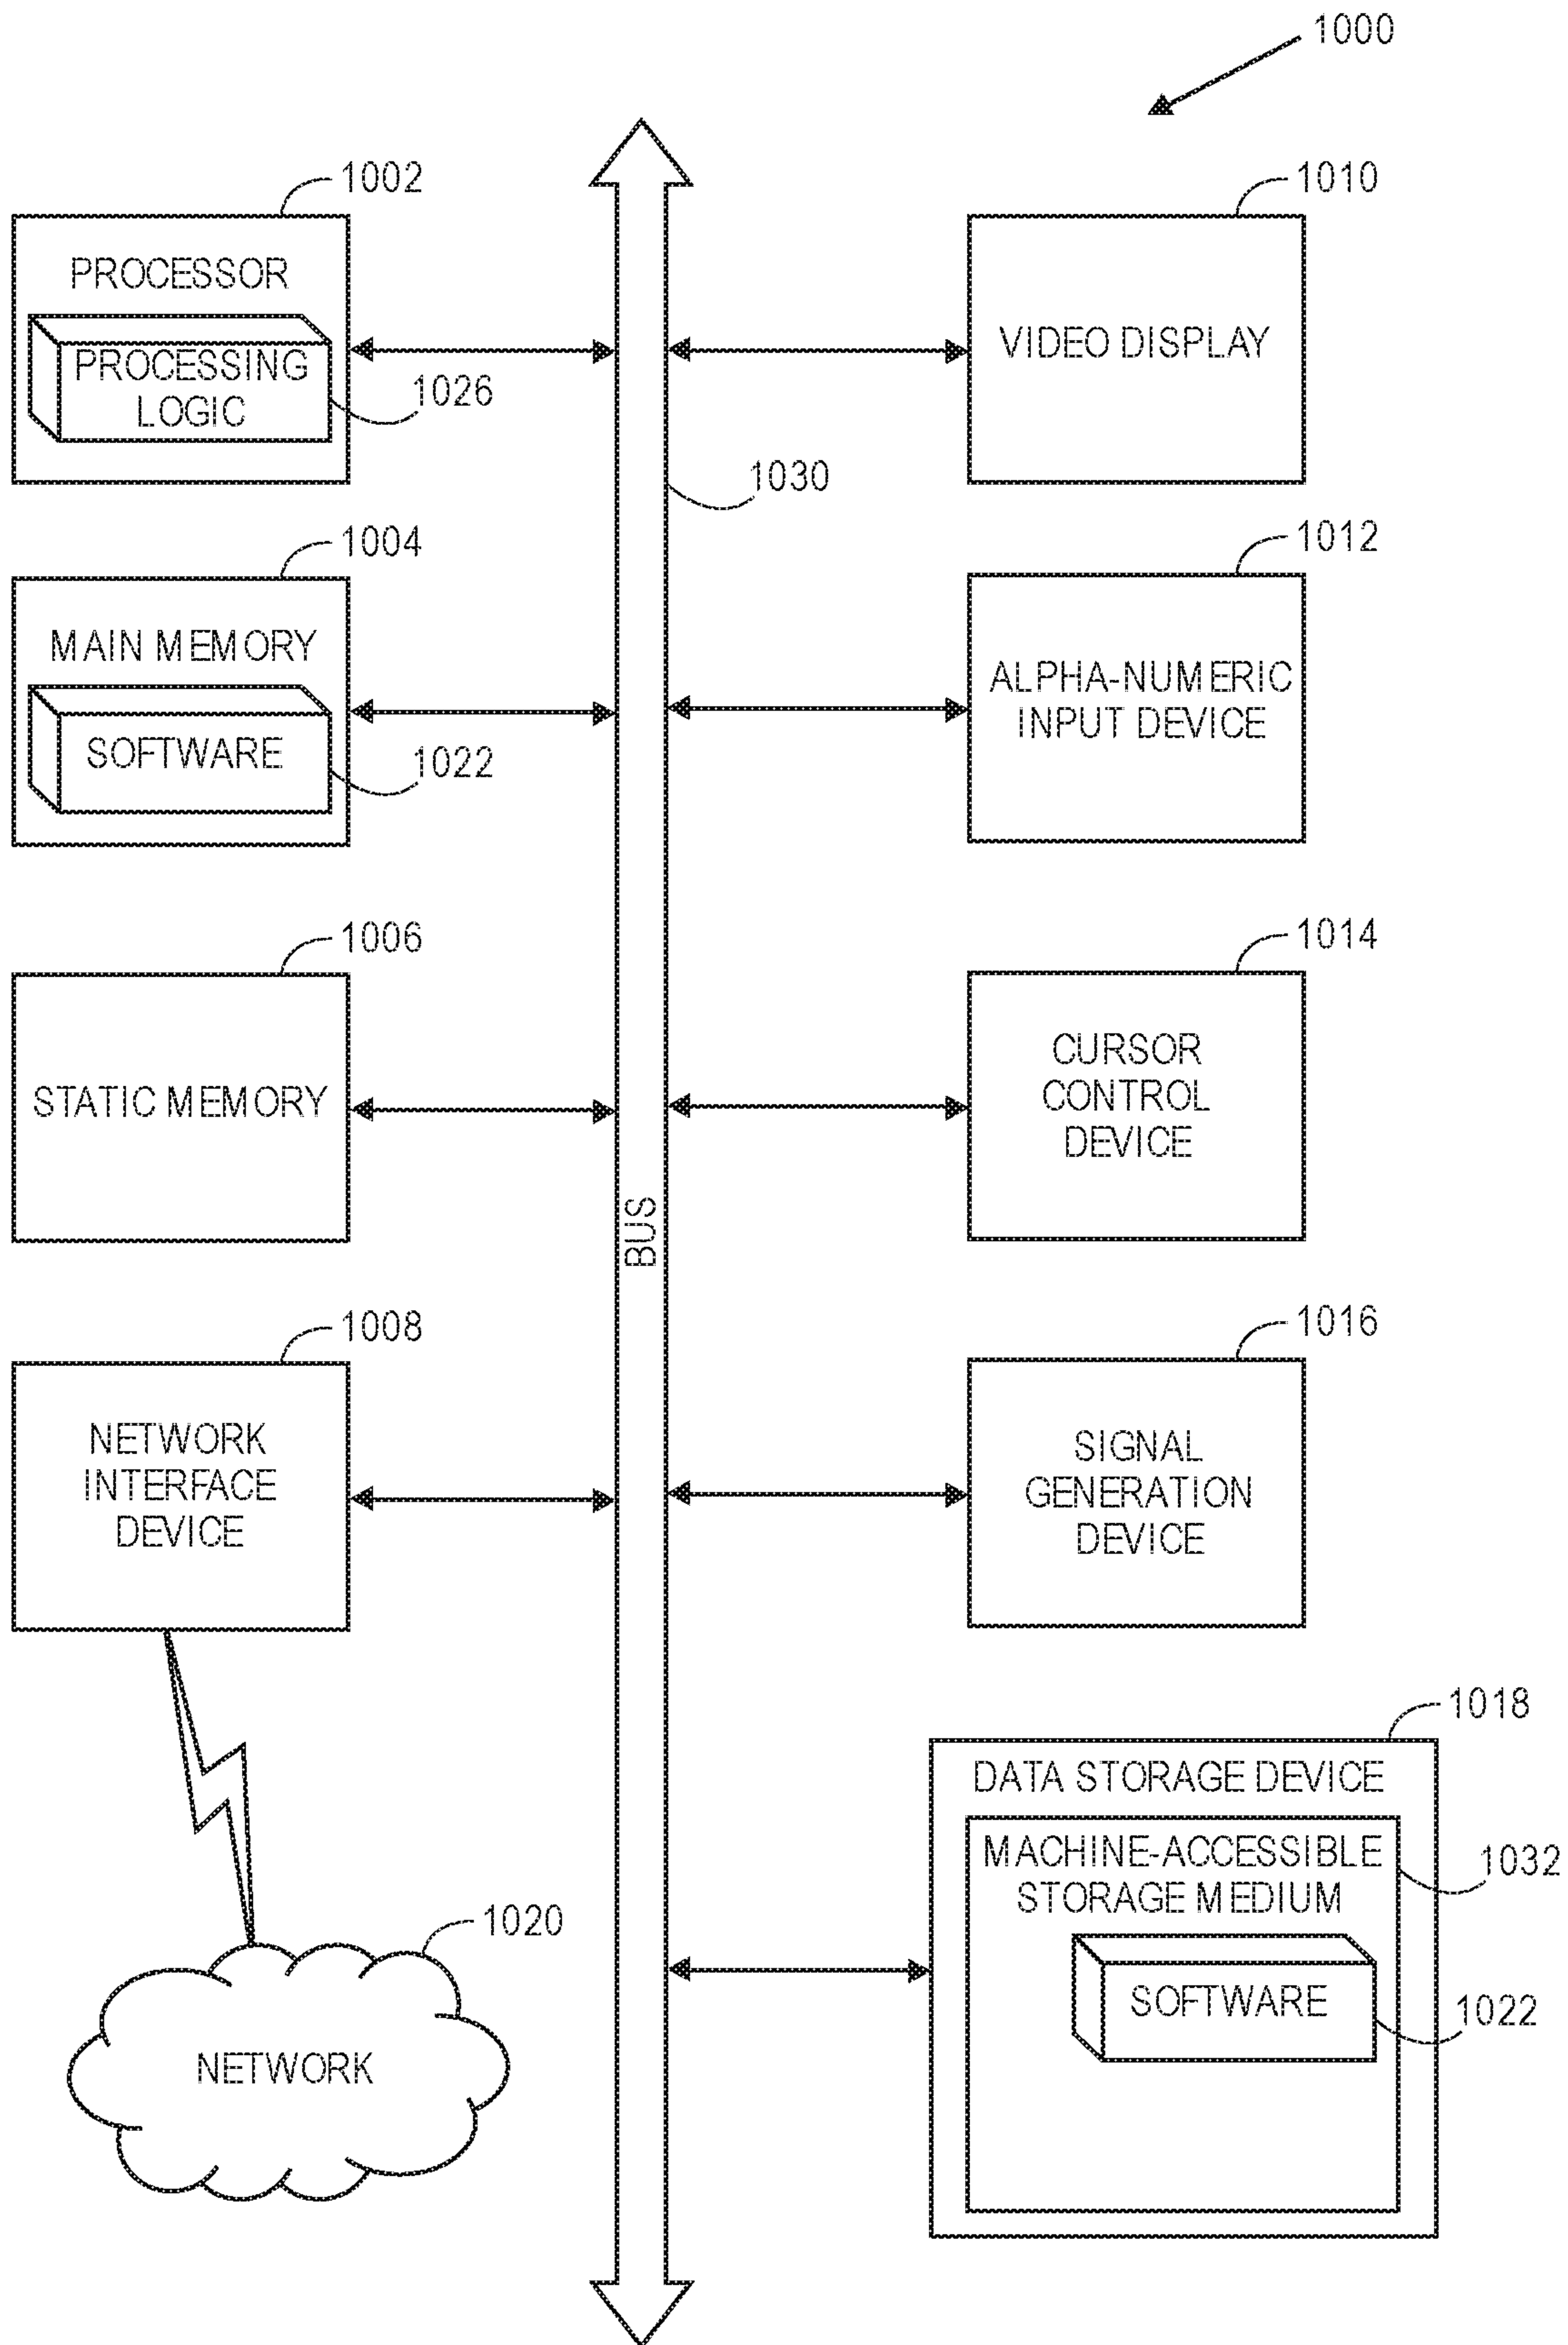 1000
1002
PROCESSOR
PROCESSING
LOGIC
1026
1004
MAIN MEMORY
SOFTWARE
1022
1006
STATIC MEMORY
1008
NETWORK
INTERFACE
DEVICE
1020
NETWORK
1030
BUS
1010
VIDEO DISPLAY
1012
ALPHA-NUMERIC
INPUT DEVICE
1014
CURSOR
CONTROL
DEVICE
1016
SIGNAL
GENERATION
DEVICE
1018
DATA STORAGE DEVICE
MACHINE-ACCESSIBLE
STORAGE MEDIUM
1032
SOFTWARE
1022